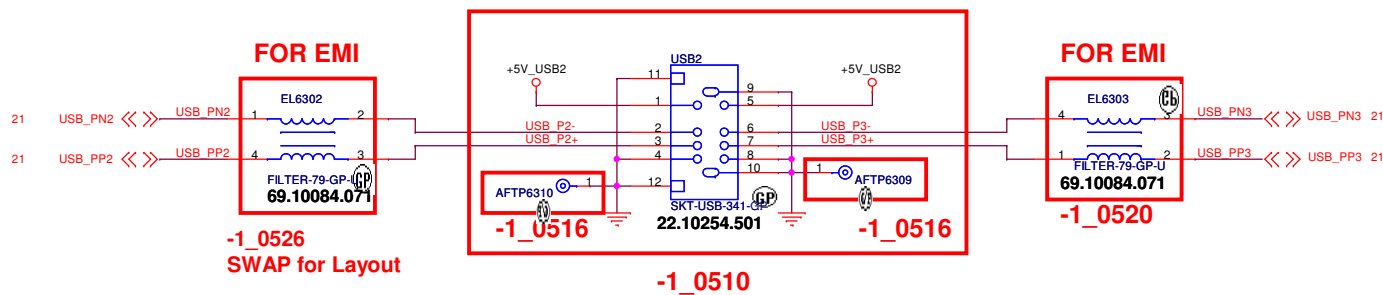 FOR EMI
FOR EMI
USB2
+5V_USB2
+5V_USB2
11
9
1
5
EL6302
EL6303
21 USB_PN2 USB_PN2 1 2
USB_P2- 2 6 USB_P3-
4 3 USB_PN3 USB_PN3 21
USB_P2+ 3 7 USB_P3+
21 USB_PP2 USB_PP2 4 3
4 8
1 2 USB_PP3 USB_PP3 21
10
12
FILTER-79-GP-U GP
69.10084.071
FILTER-79-GP-U
69.10084.071
AFTP6310 1
1 AFTP6309
SKT-USB-341-GP GP
22.10254.501
-1_0516
-1_0516
-1_0520
-1_0526
SWAP for Layout
-1_0510